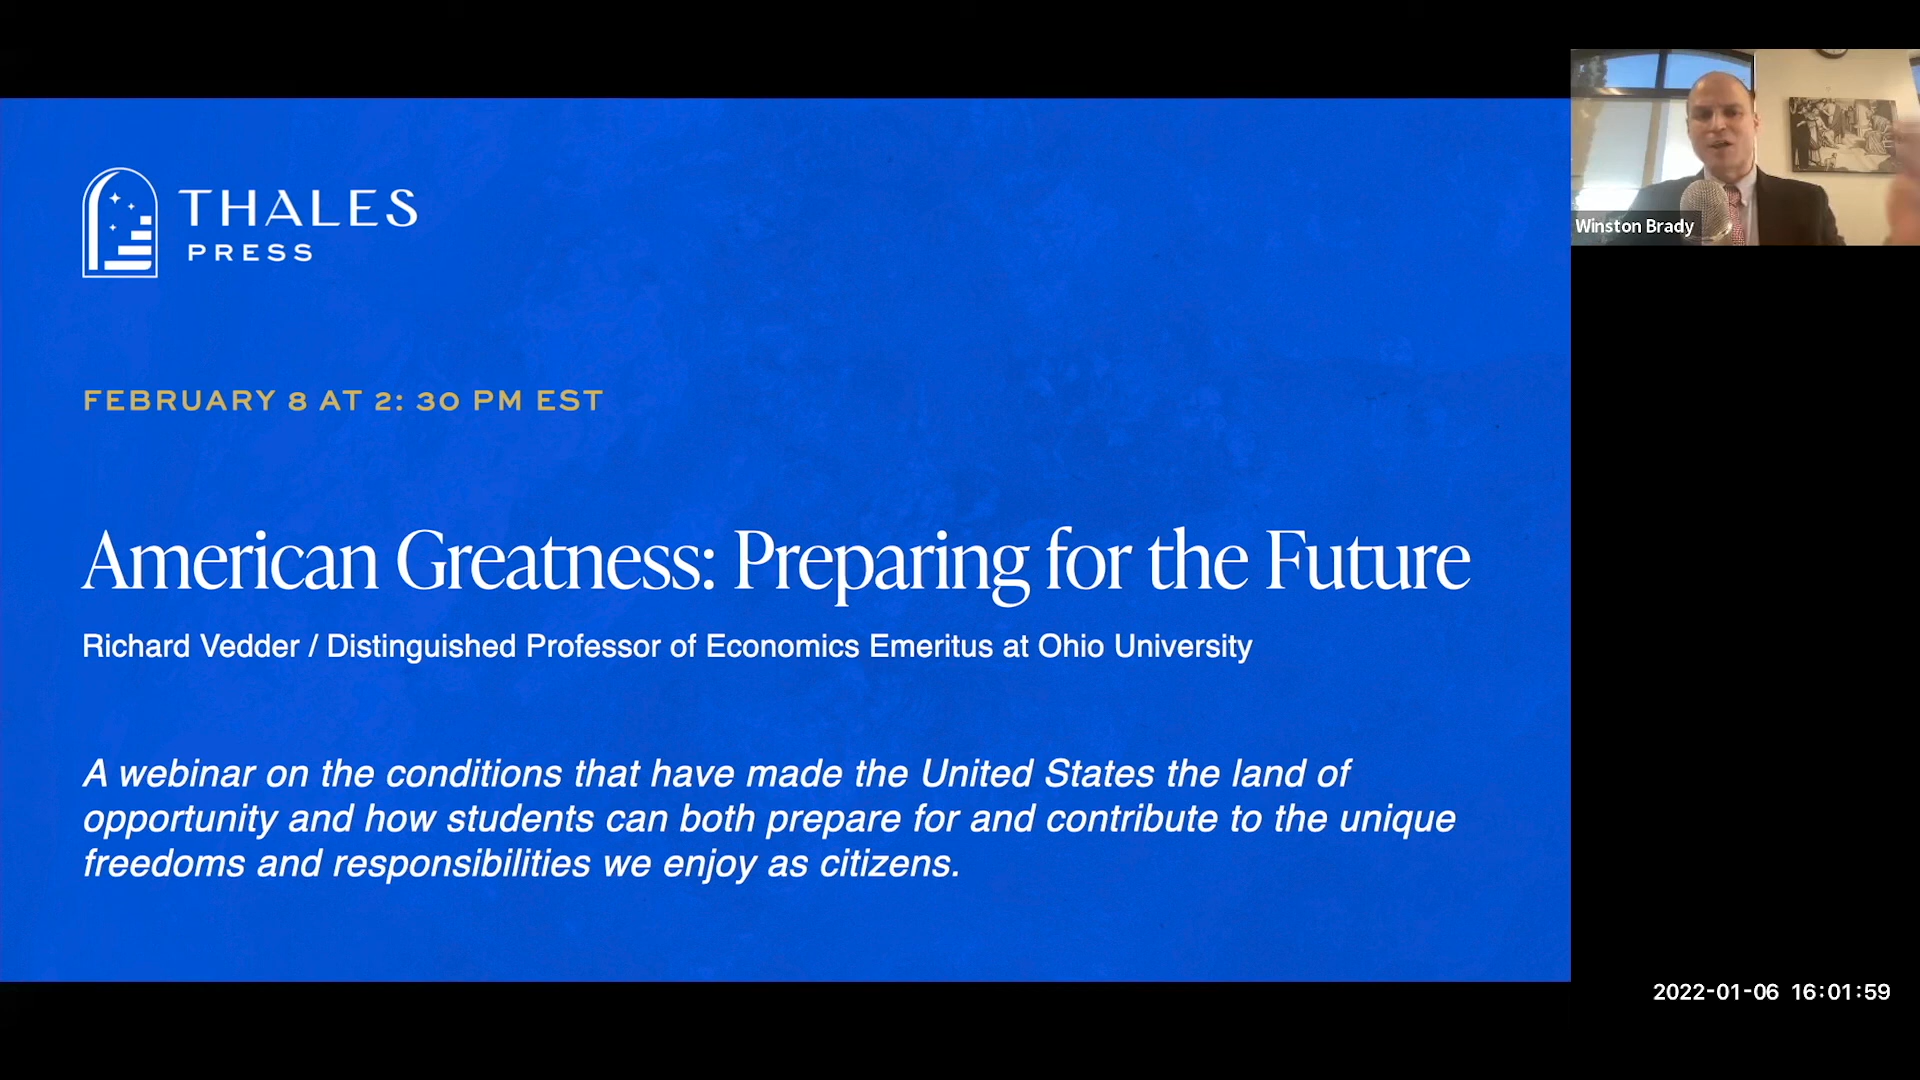 THALES
PRESS
FEBRUARY 8 AT 2: 30 PM EST
American Greatness: Preparing for the Future
Richard Vedder / Distinguished Professor of Economics Emeritus at Ohio University
A webinar on the conditions that have made the United States the land of
opportunity and how students can both prepare for and contribute to the unique
freedoms and responsibilities we enjoy as citizens.
Winston Brady
2022-01-06 16:01:59